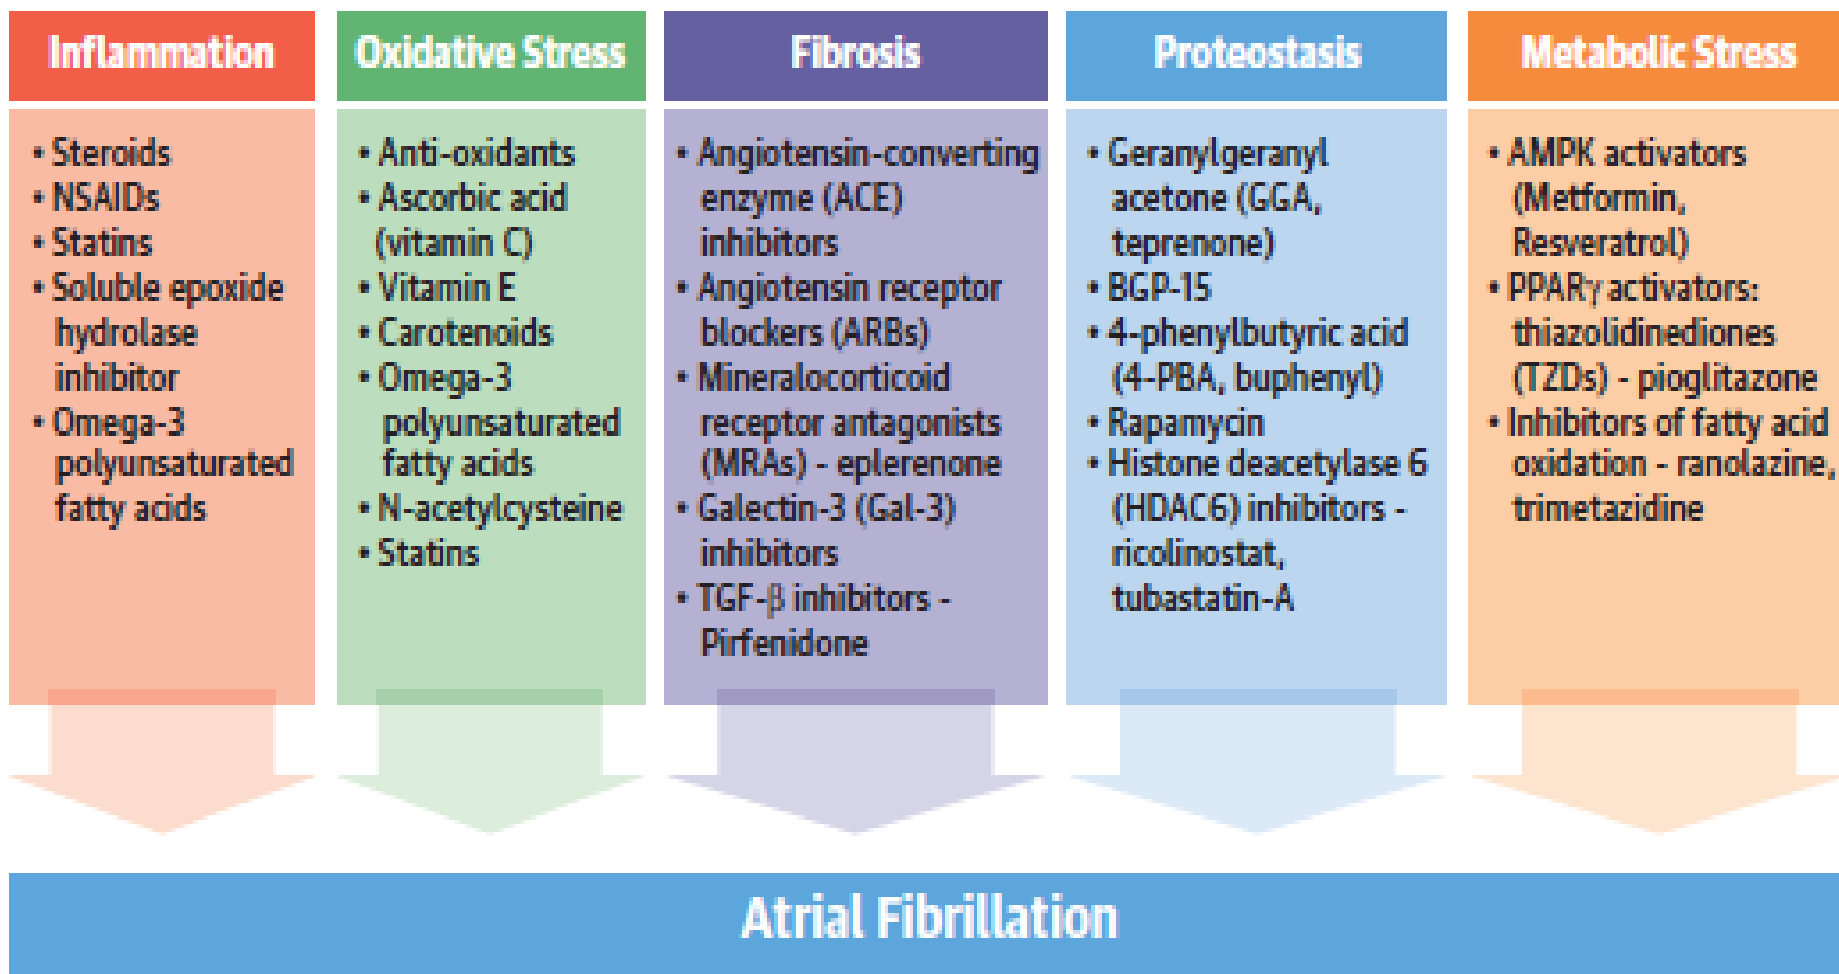 Inflammation
• Steroids
• NSAIDs
• Statins
• Soluble epoxide
hydrolase
inhibitor
• Omega-3
polyunsaturated
fatty acids
Oxidative Stress
• Anti-oxidants
• Ascorbic acid
(vitamin C)
• Vitamin E
• Carotenoids
• Omega-3
polyunsaturated
fatty acids
• N-acetylcysteine
• Statins
Fibrosis
• Angiotensin-converting
enzyme (ACE)
inhibitors
• Angiotensin receptor
blockers (ARBs)
• Mineralocorticoid
receptor antagonists
(MRAs) - eplerenone
• Galectin-3 (Gal-3)
inhibitors
• TGF-β inhibitors -
Pirfenidone
Proteostasis
• Geranylgeranyl
acetone (GGA,
teprenone)
• BGP-15
• 4-phenylbutyric acid
(4-PBA, buphenyl)
• Rapamycin
• Histone deacetylase 6
(HDAC6) inhibitors -
ricolinostat,
tubastatin-A
Metabolic Stress
• AMPK activators
(Metformin,
Resveratrol)
• PPARγ activators:
thiazolidinediones
(TZDs) - pioglitazone
• Inhibitors of fatty acid
oxidation - ranolazine,
trimetazidine
Atrial Fibrillation